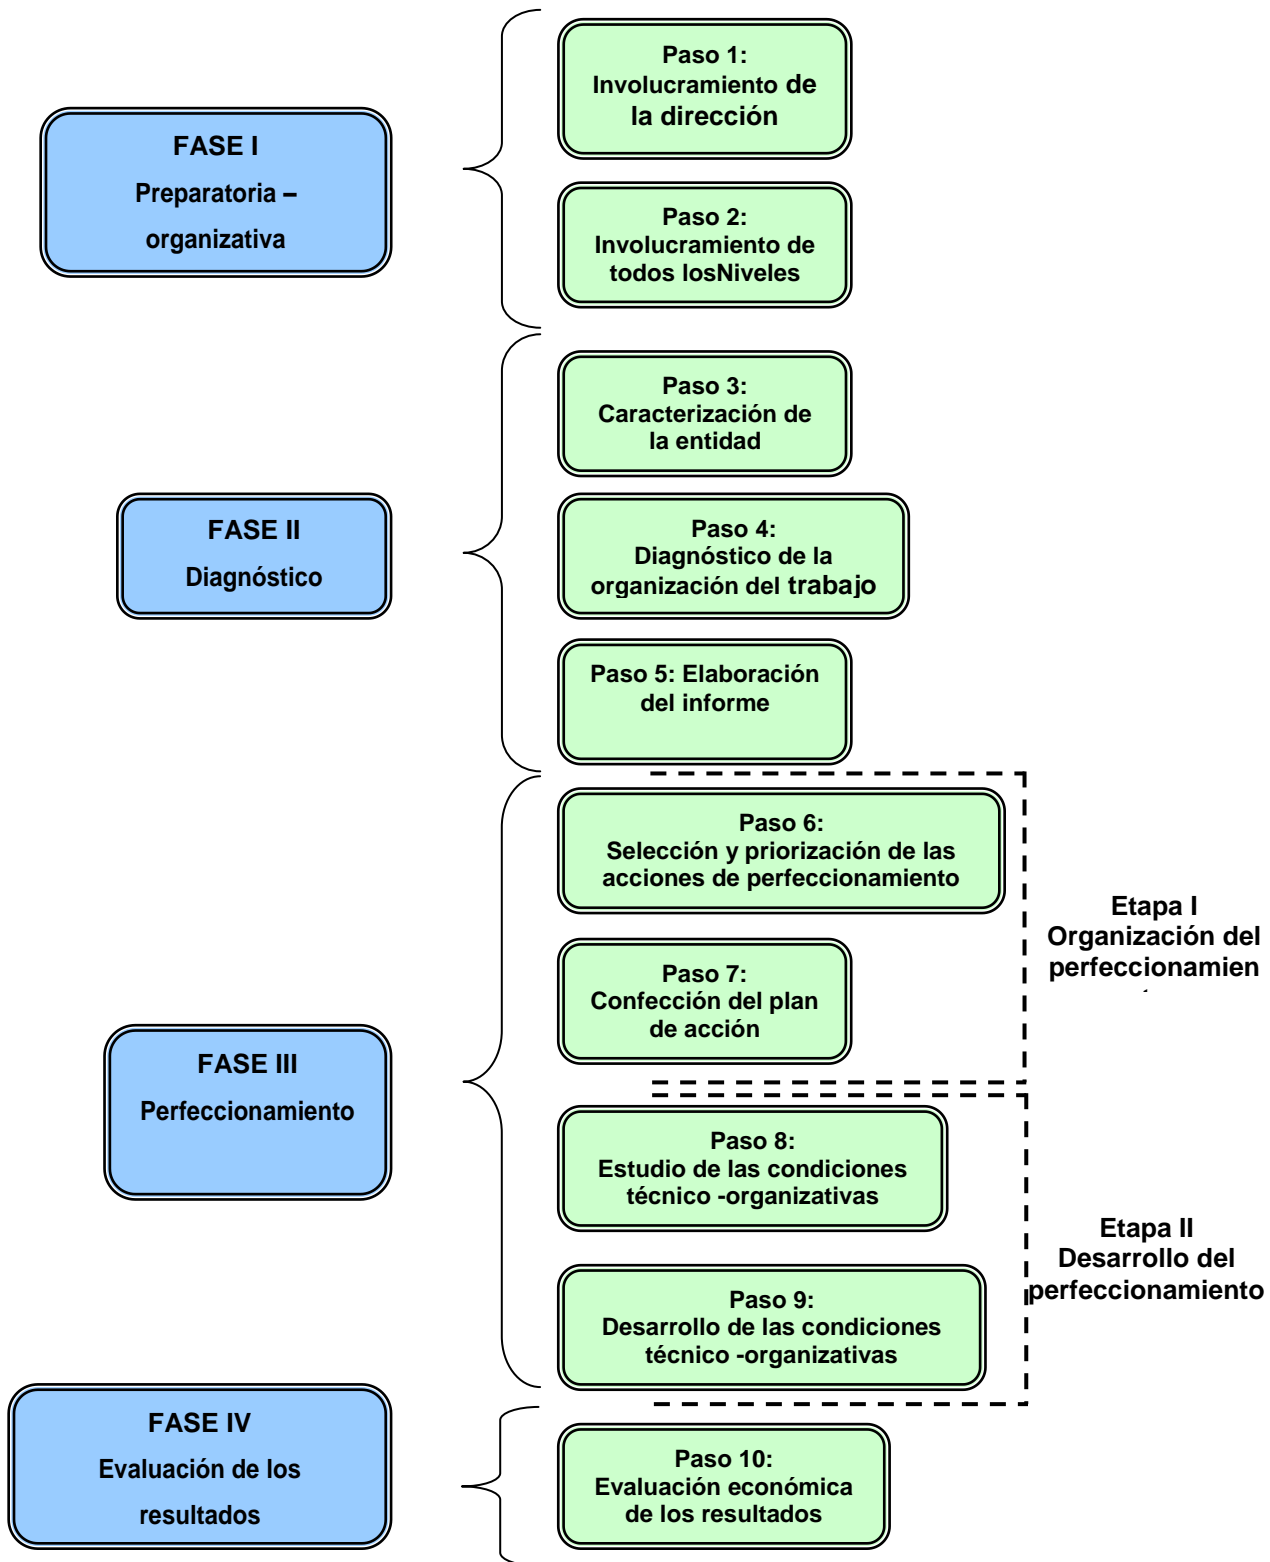 FASE I
Preparatoria –
organizativa
Paso 1:
Involucramiento de
la dirección
Paso 2:
Involucramiento de
todos losNiveles
FASE II
Diagnóstico
Paso 3:
Caracterización de
la entidad
Paso 4:
Diagnóstico de la
organización del trabajo
Paso 5: Elaboración
del informe
FASE III
Perfeccionamiento
Paso 6:
Selección y priorización de las
acciones de perfeccionamiento
Paso 7:
Confección del plan
de acción
Etapa I
Organización del
perfeccionamien
Paso 8:
Estudio de las condiciones
técnico -organizativas
Paso 9:
Desarrollo de las condiciones
técnico -organizativas
Etapa II
Desarrollo del
perfeccionamiento
FASE IV
Evaluación de los
resultados
Paso 10:
Evaluación económica
de los resultados